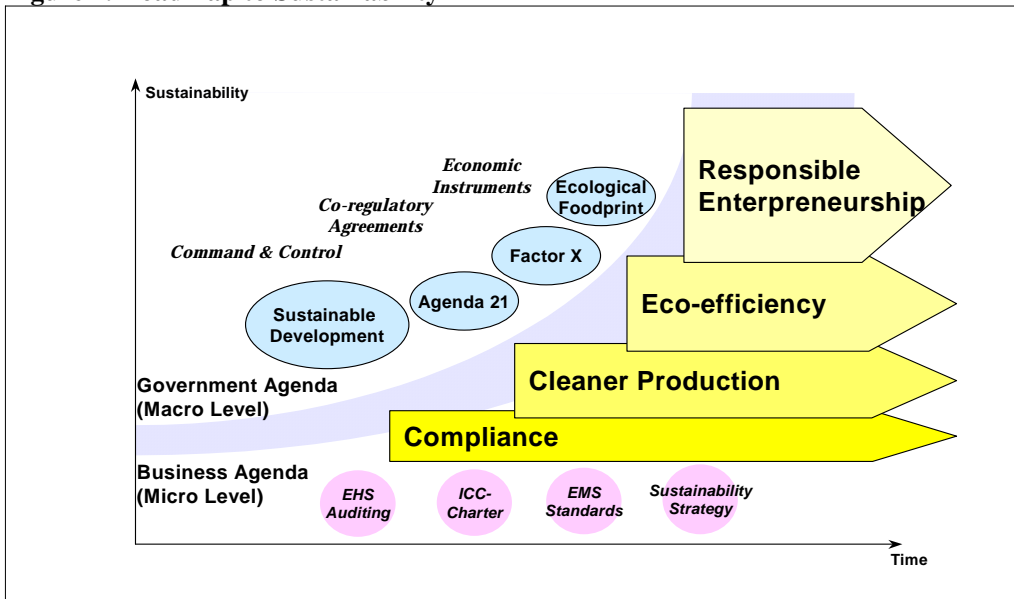 Sustainability
Economic
Instruments
Ecological
Foodprint
Responsible
Enterpreneurship
Co-regulatory
Agreements
Command & Control
Factor X
Sustainable
Development
Agenda 21
Eco-efficiency
Government Agenda
(Macro Level)
Cleaner Production
Compliance
Business Agenda
(Micro Level)
EHS
Auditing
ICC-
Charter
EMS
Standards
Sustainability
Strategy
Time